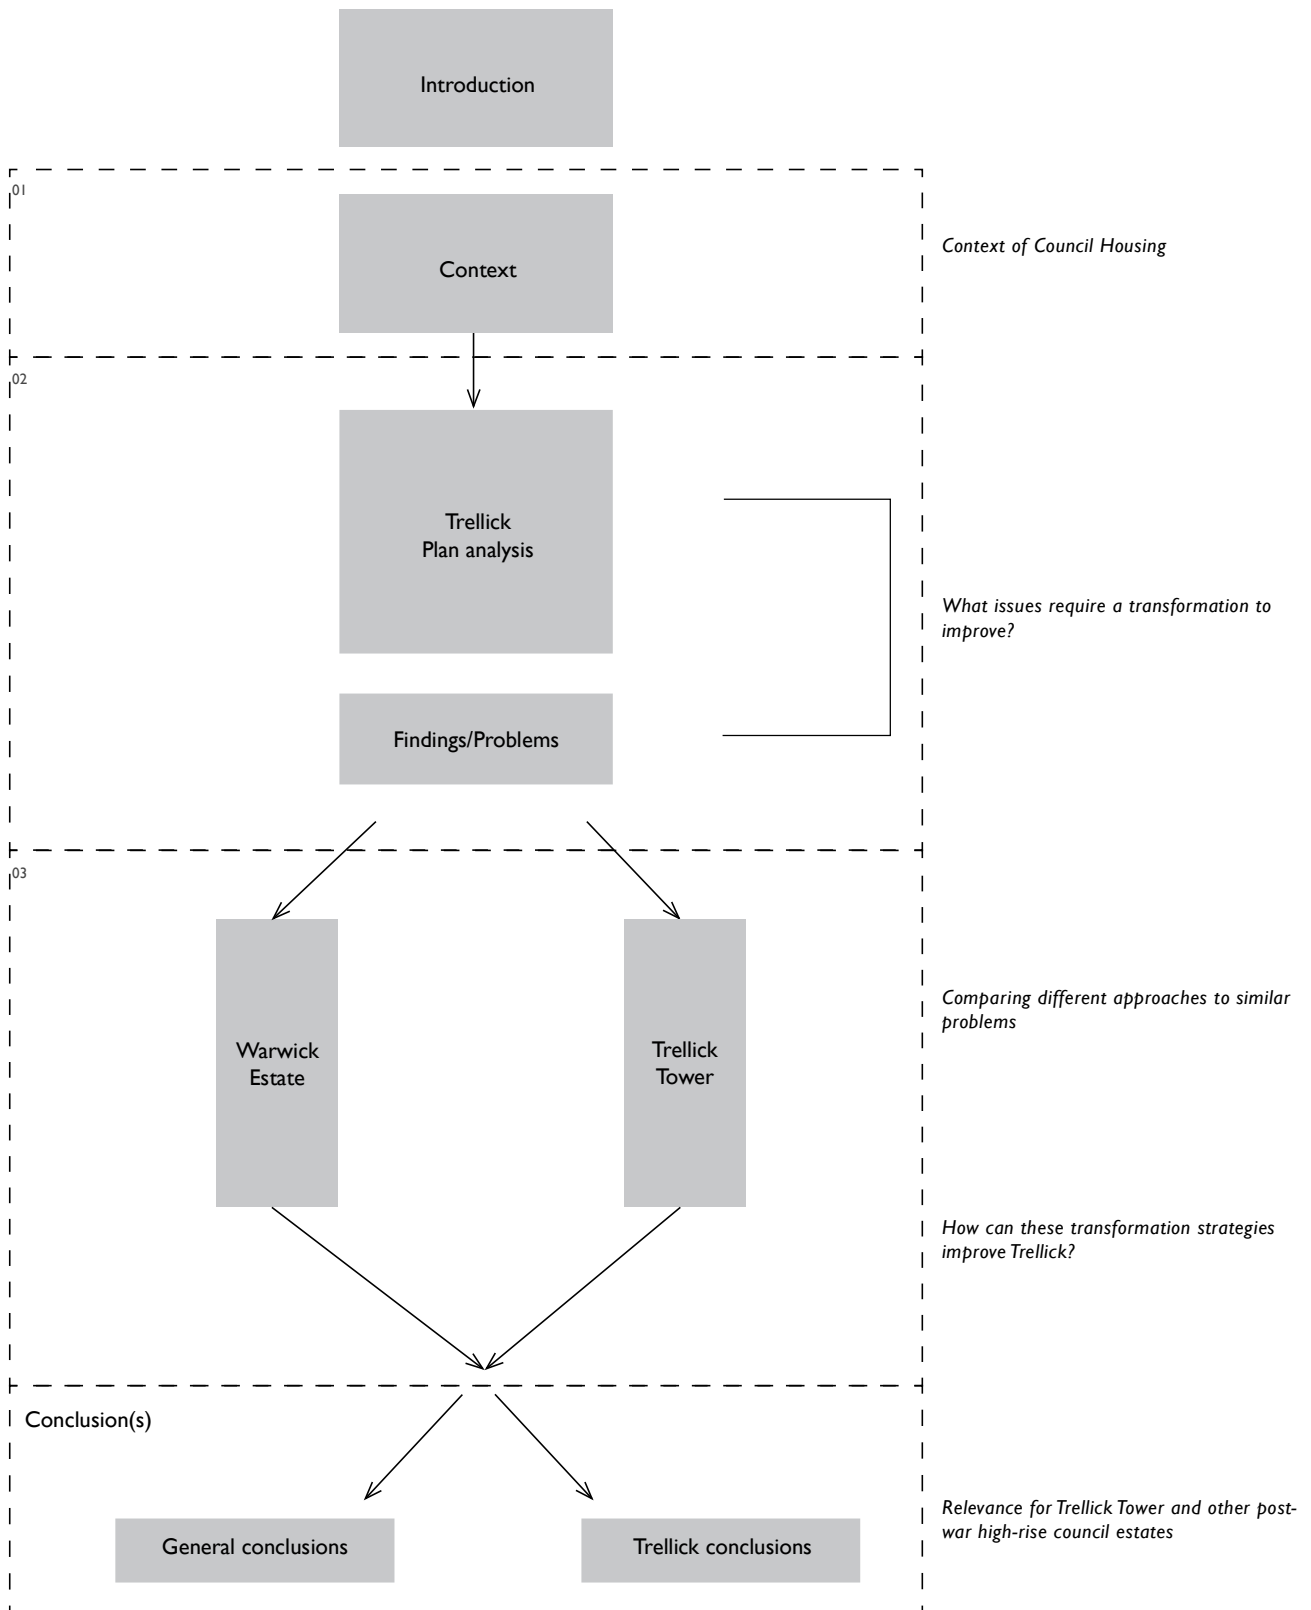 Introduction
01
Context
Context of Council Housing
02
Trellick
Plan analysis
What issues require a transformation to
improve?
Findings/Problems
03
Warwick
Estate
Trellick
Tower
Comparing different approaches to similar
problems
How can these transformation strategies
improve Trellick?
Conclusion(s)
General conclusions
Trellick conclusions
Relevance for Trellick Tower and other post-
war high-rise council estates